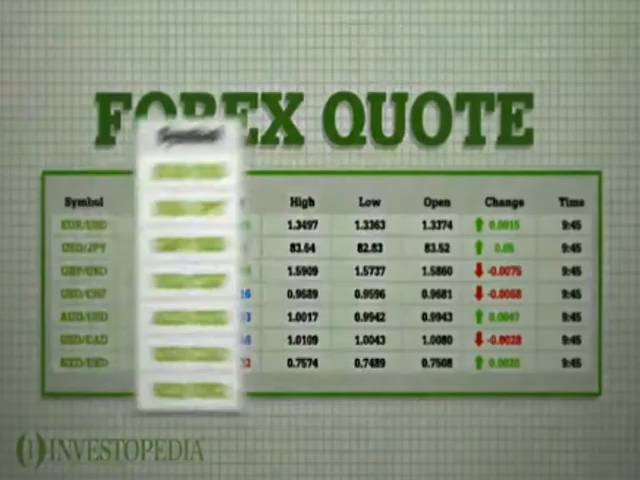 FOREX QUOTE
Symbol High Low Open Change Time
EUR/USD 1.3497 1.3363 1.3374 0.0015 9:45
USD/JPY 83.64 82.83 83.52 0.05 9:45
GBP/USD 1.5909 1.5737 1.5860 -0.0075 9:45
USD/CHF 16 0.9689 0.9596 0.9681 -0.0068 9:45
AUD/USD 1.0017 0.9942 0.9943 0.0047 9:45
USD/CAD 1.0109 1.0043 1.0080 -0.0028 9:45
NZD/USD 0.7574 0.7489 0.7508 0.0020 9:45
INVESTOPEDIA